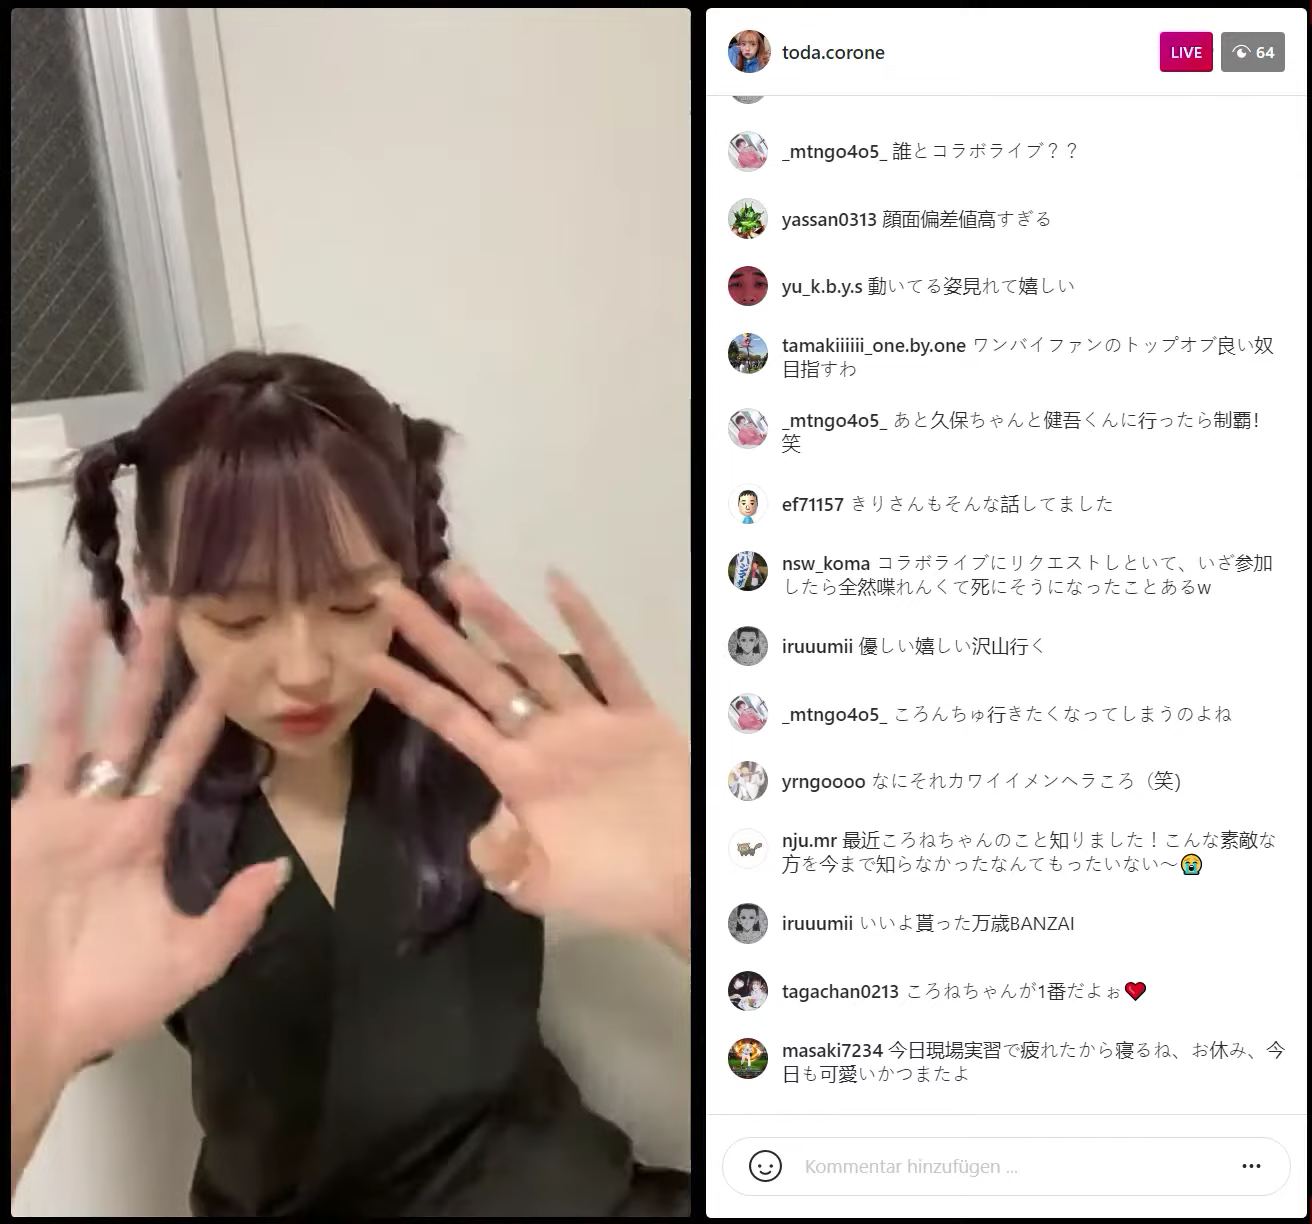 toda.corone
LIVE
64
_mtngo4o5_ 誰とコラボライブ？？
yassan0313 顔面偏差値高すぎる
yu_k.b.y.s 動いてる姿見れて嬉しい
tamakiiiiii_one.by.one ワンバイファンのトップオブ良い奴
目指すわ
_mtngo4o5_ あと久保ちゃんと健吾くんに行ったら制覇！
笑
ef71157 きりさんもそんな話してました
nsw_koma コラボライブにリクエストしといて、いざ参加
したら全然喋れんくて死にそうになったことあるw
iruuumii 優しい嬉しい沢山行く
_mtngo4o5_ ころんちゅ行きたくなってしまうのよね
yrngoooo なにそれカワイイメンヘラころ（笑）
nju.mr 最近ころねちゃんのこと知りました！こんな素敵な
方を今まで知らなかったなんてもったいない〜😭
iruuumii いいよ貰った万歳BANZAI
tagachan0213 ころねちゃんが1番だよぉ❤️
masaki7234 今日現場実習で疲れたから寝るね、お休み、今
日も可愛いかつまたよ
Kommentar hinzufügen ...